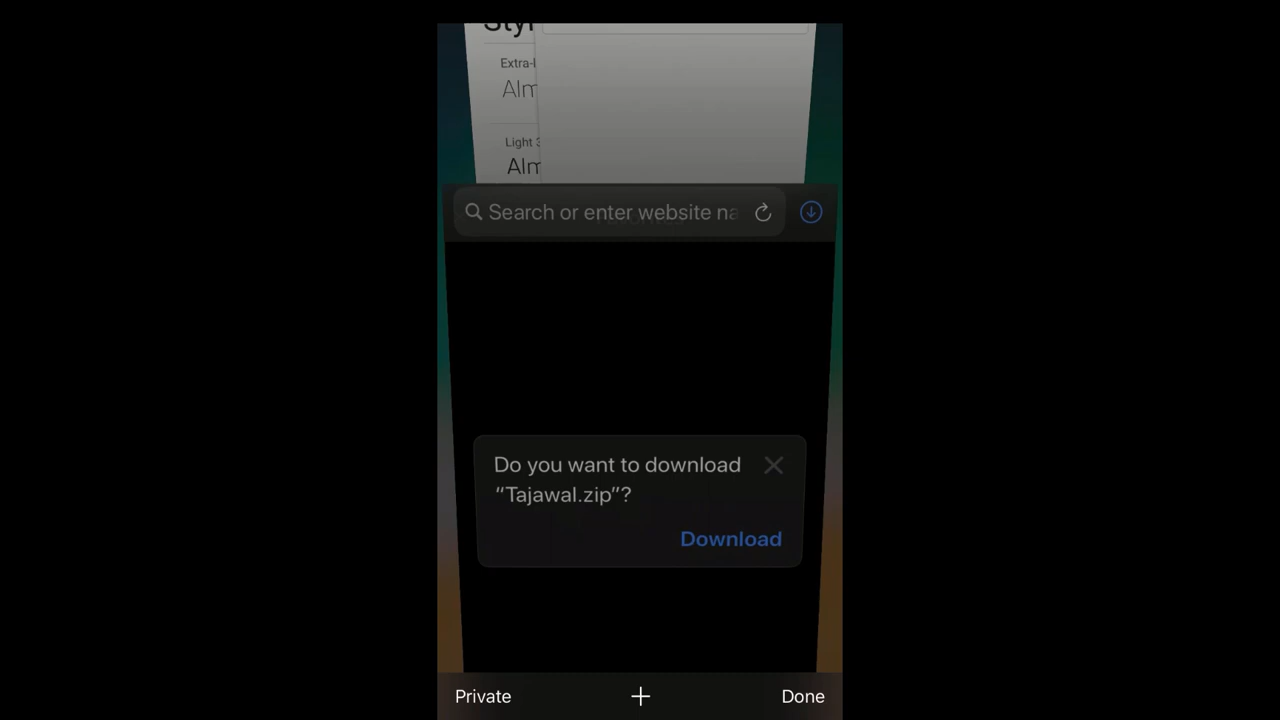 Extra-l
Alm
Light 3
Alm
Search or enter website na
Do you want to download
“Tajawal.zip”?
Download
Private
Done